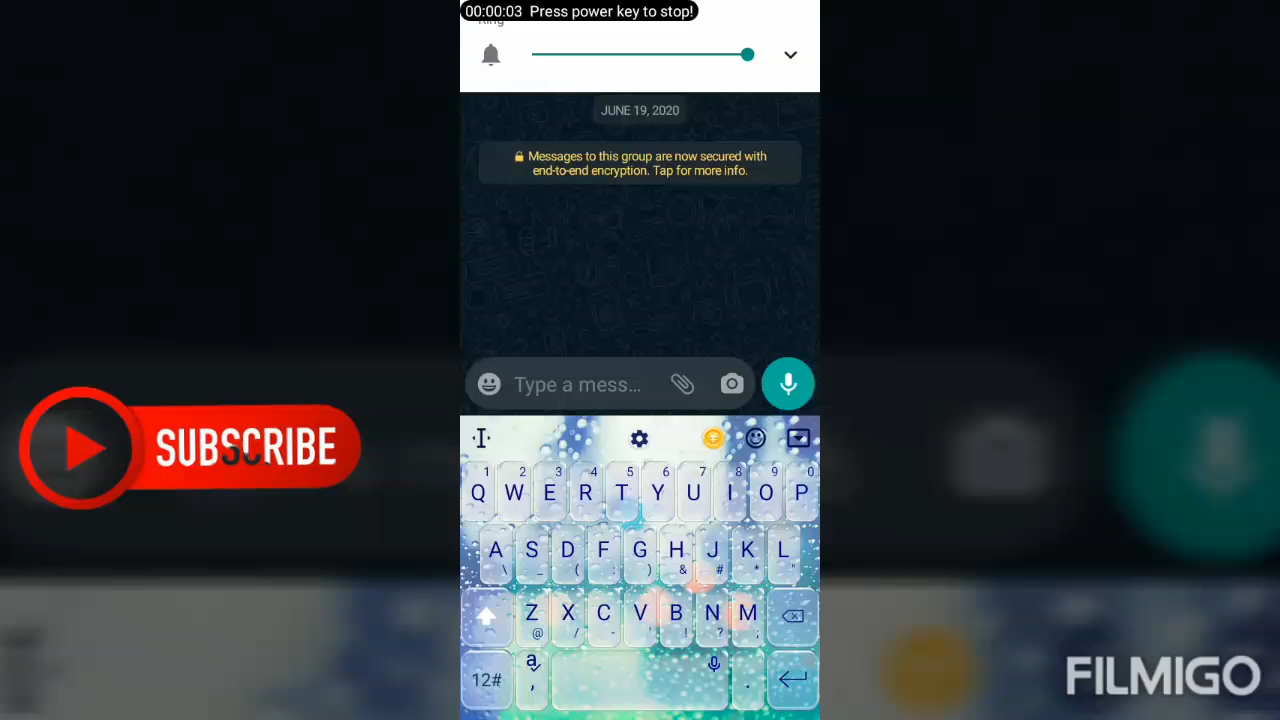 00:00:03 Press power key to stop!
JUNE 19, 2020
Messages to this group are now secured with
end-to-end encryption. Tap for more info.
Type a mess...
SUBSCRIBE
1 2 3 4 5 6 7 8 9 0
Q W E R T Y U I O P
A S D F G H J K L
\ _ ( : ) & # * "
Z X C V B N M
@ / - ' ! ? ;
12# a , .
FILMIGO